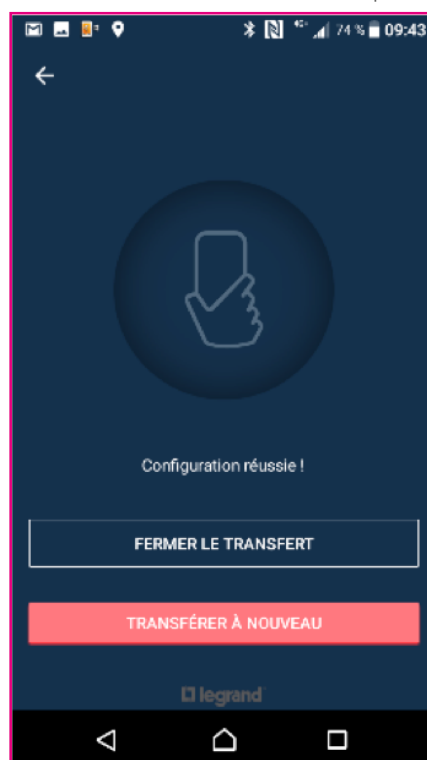 74 % 09:43
Configuration réussie !
FERMER LE TRANSFERT
TRANSFÉRER À NOUVEAU
legrand